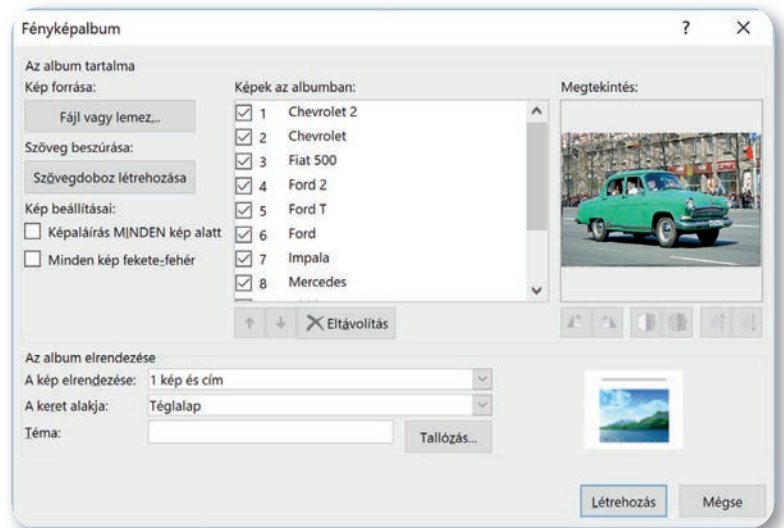 Fényképalbum
Az album tartalma
Kép forrása:
Fájl vagy lemez...
Szöveg beszúrása:
Szövegdoboz létrehozása
Kép beállításai:
Képaláírás MINDEN kép alatt
Minden kép fekete-fehér
Képek az albumban:
1 Chevrolet 2
2 Chevrolet
3 Fiat 500
4 Ford 2
5 Ford T
6 Ford
7 Impala
8 Mercedes
Eltávolítás
Megtekintés:
Az album elrendezése
A kép elrendezése: 1 kép és cím
A keret alakja: Téglalap
Téma:
Tallózás...
Létrehozás
Mégse